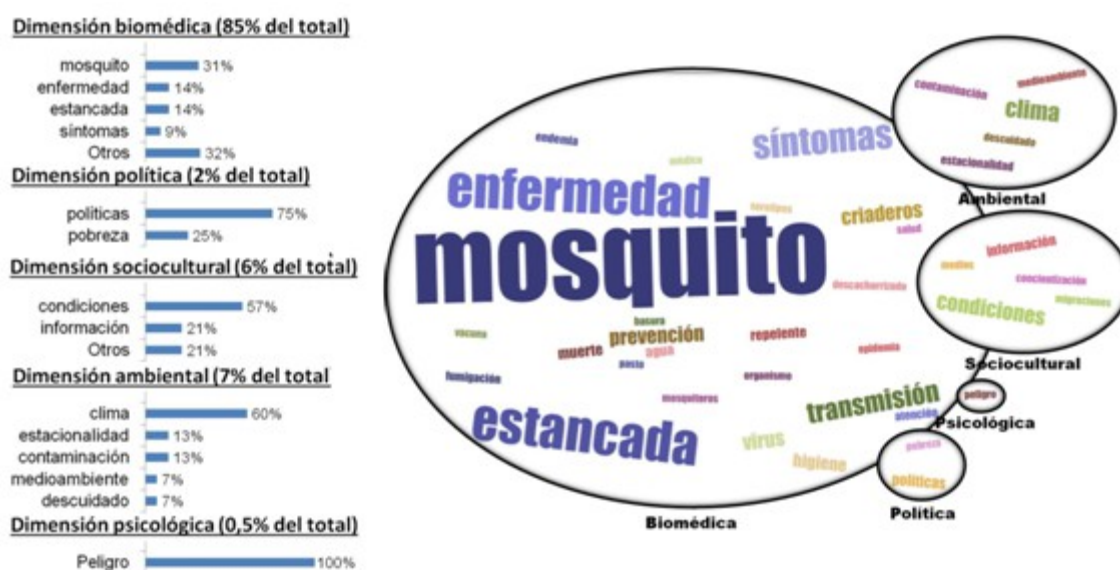 Dimensión biomédica (85% del total)
mosquito 31%
enfermedad 14%
estancada 14%
síntomas 9%
Otros 32%
Dimensión política (2% del total)
políticas 75%
pobreza 25%
Dimensión sociocultural (6% del total)
condiciones 57%
información 21%
Otros 21%
Dimensión ambiental (7% del total
clima 60%
estacionalidad 13%
contaminación 13%
medioambiente 7%
descuidado 7%
Dimensión psicológica (0,5% del total)
Peligro 100%
endemia
síntomas
médica
enfermedad
serotipos
criaderos
salud
mosquito
descacharrizado
basura
vacuna
prevención
repelente
muerte
agua
epidemia
pasto
fumigación
organismo
mosquiteros
transmisión
atención
estancada
virus
higiene
Biomédica
contaminación
medioambiente
clima
descuidado
estacionalidad
Ambiental
información
medios
concientización
migraciones
condiciones
Sociocultural
peligro
Psicológica
pobreza
políticas
Política